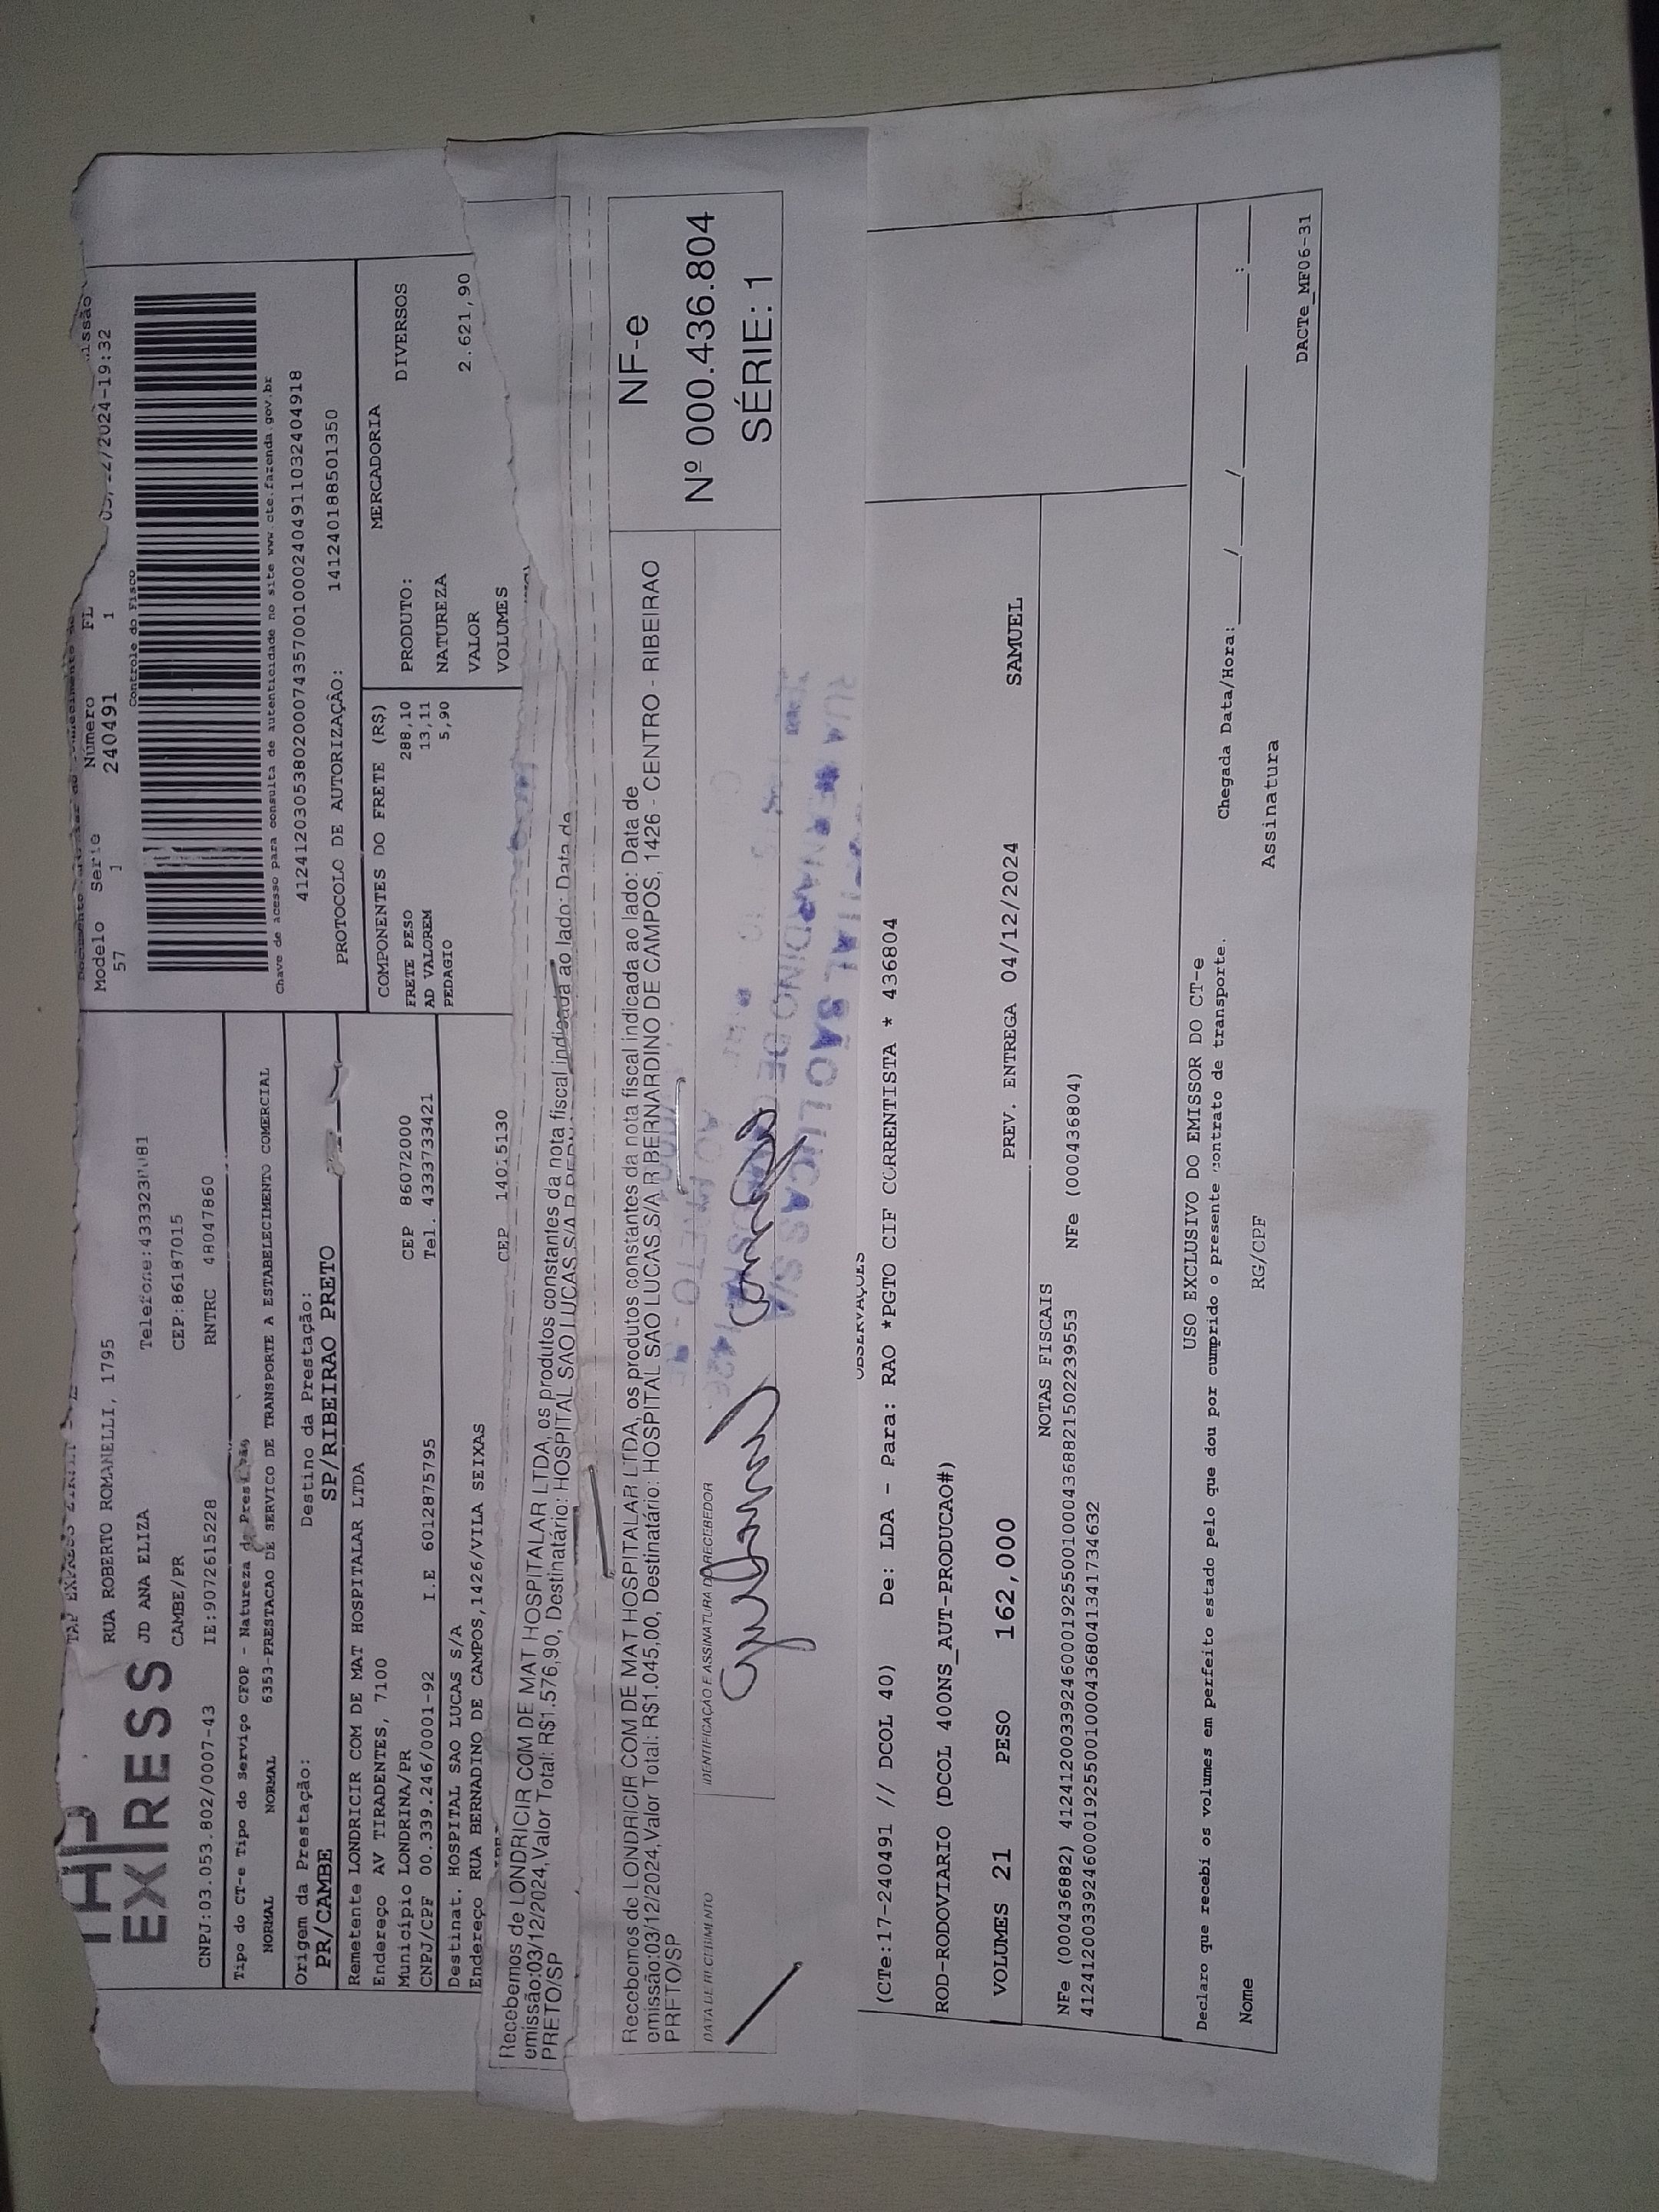 EXPRESS
RUA ROBERTO ROMANELLI, 1795
JD ANA ELIZA
CAMBE/PR CEP:86187015
CNPJ:03.053.802/0007-43 IE:9072615228 RNTRC 48047860
Modelo Serie Número FL
57 1 240491 1 /2024-19:32
Controle do Fisco
Chave de acesso para consulta de autenticidade no site www.cte.fazenda.gov.br
41241203053802000743570010002404911032404918
PROTOCOLO DE AUTORIZAÇÃO: 141240188501350
Tipo do CT-e Tipo do Serviço CFOP - Natureza da Prestação
NORMAL NORMAL 6353-PRESTACAO DE SERVICO DE TRANSPORTE A ESTABELECIMENTO COMERCIAL
Origem da Prestação: Destino da Prestação:
PR/CAMBE SP/RIBEIRAO PRETO
Remetente LONDRICIR COM DE MAT HOSPITALAR LTDA
Endereço AV TIRADENTES, 7100
Município LONDRINA/PR CEP 86072000
CNPJ/CPF 00.339.246/0001-92 I.E 6012875795 Tel. 4333733421
Destinat. HOSPITAL SAO LUCAS S/A
Endereço RUA BERNADINO DE CAMPOS,1426/VILA SEIXAS
CEP 14015130
COMPONENTES DO FRETE (R$)
FRETE PESO 288,10
AD VALOREM 13,11
PEDAGIO 5,90
MERCADORIA
PRODUTO: DIVERSOS
NATUREZA
VALOR 2.621,90
VOLUMES
Recebemos de LONDRICIR COM DE MAT HOSPITALAR LTDA, os produtos constantes da nota fiscal indicada ao lado: Data de
emissão:03/12/2024,Valor Total: R$1.576,90, Destinatário: HOSPITAL SAO LUCAS S/A R
PRETO/SP
Recebemos de LONDRICIR COM DE MAT HOSPITALAR LTDA, os produtos constantes da nota fiscal indicada ao lado: Data de
emissão:03/12/2024,Valor Total: R$1.045,00, Destinatário: HOSPITAL SAO LUCAS S/A R BERNARDINO DE CAMPOS, 1426 - CENTRO - RIBEIRAO
PRETO/SP
DATA DE RECEBIMENTO IDENTIFICAÇÃO E ASSINATURA DO RECEBEDOR
NF-e
Nº 000.436.804
SÉRIE: 1
OBSERVAÇOES
(CTe:17-240491 // DCOL 40) De: LDA - Para: RAO *PGTO CIF CURRENTISTA * 436804
ROD-RODOVIARIO (DCOL 400NS_AUT-PRODUCAO#)
VOLUMES 21 PESO 162,000 PREV. ENTREGA 04/12/2024 SAMUEL
NOTAS FISCAIS
NFe (000436882) 41241200339246000192550010004368821502239553 NFe (000436804)
41241200339246000192550010004368041341734632
USO EXCLUSIVO DO EMISSOR DO CT-e
Declaro que recebi os volumes em perfeito estado pelo que dou por cumprido o presente contrato de transporte.
Chegada Data/Hora:____/____/____ ____:____
Nome RG/CPF Assinatura
DACTe_MF06-31